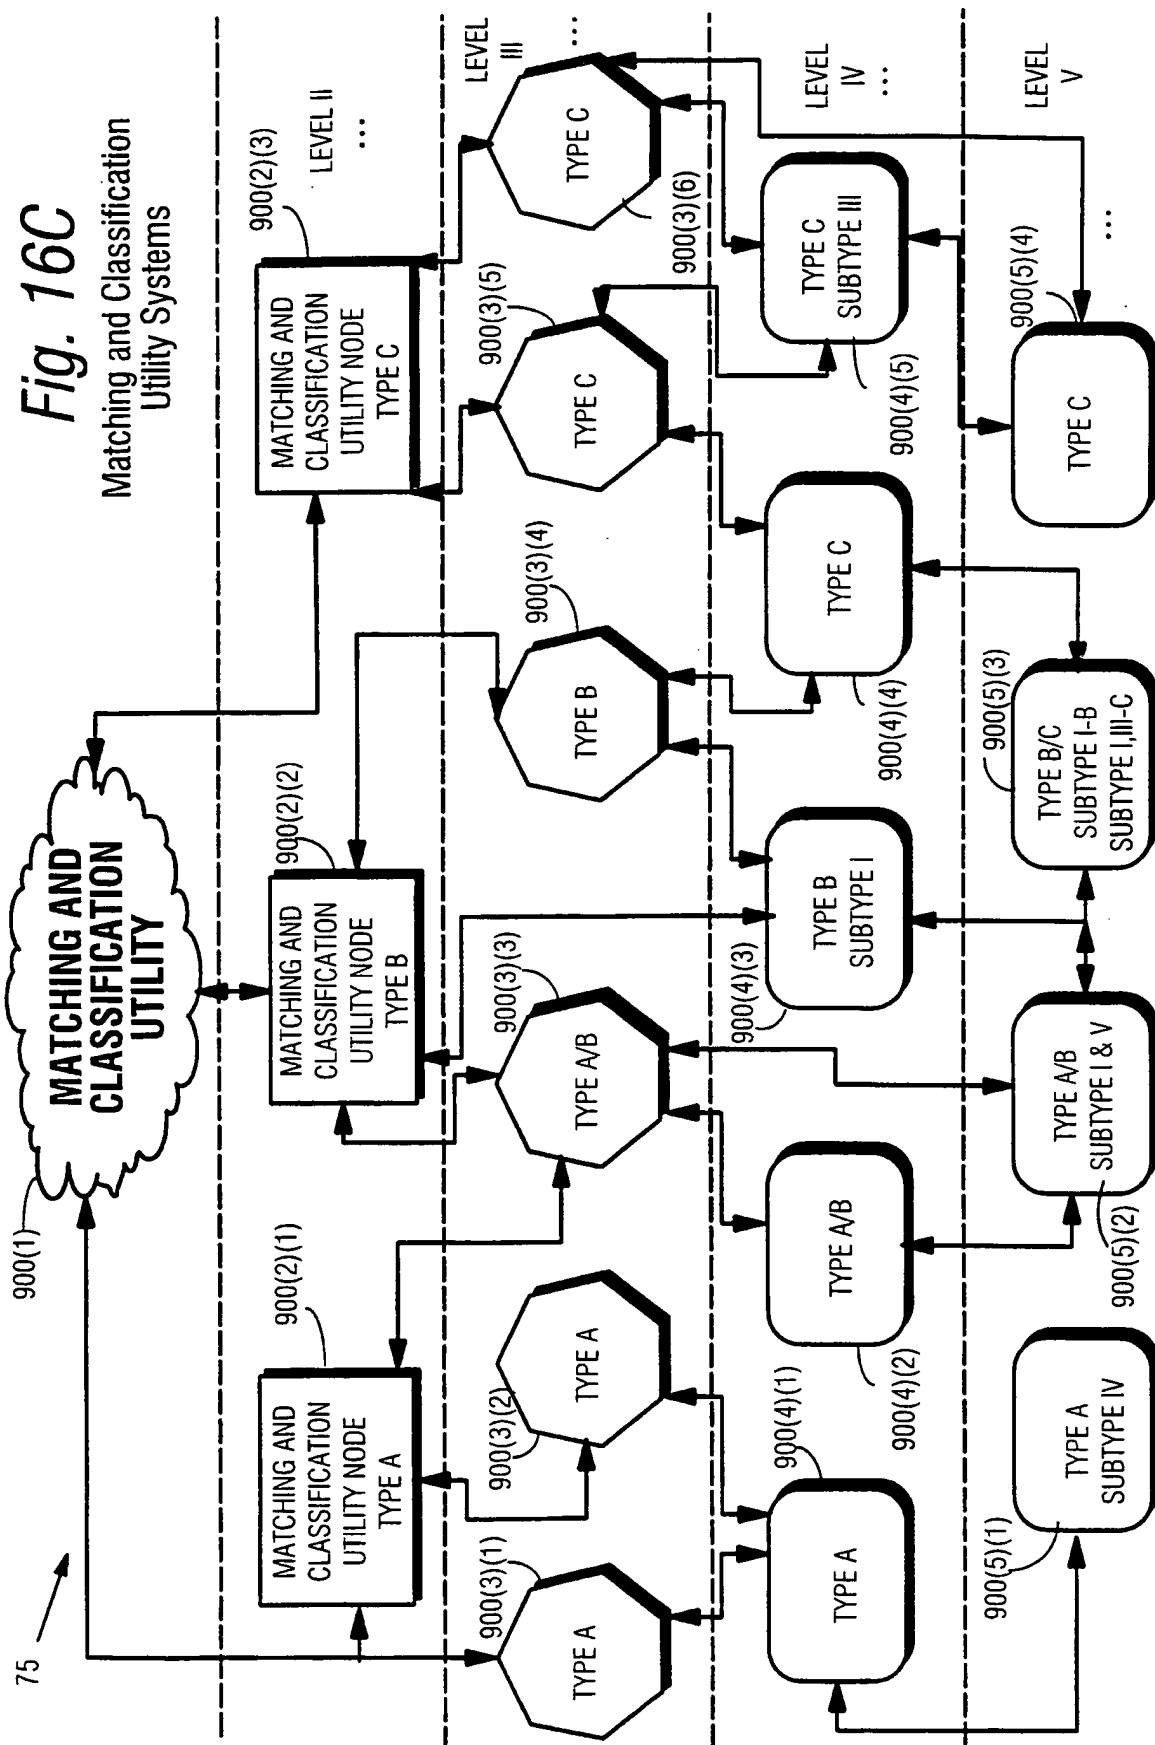 Fig. 16C
Matching and Classification
Utility Systems
75
900(1)
MATCHING AND
CLASSIFICATION
UTILITY
LEVEL II
...
900(2)(1)
MATCHING AND
CLASSIFICATION
UTILITY NODE
TYPE A
900(2)(2)
MATCHING AND
CLASSIFICATION
UTILITY NODE
TYPE B
900(2)(3)
MATCHING AND
CLASSIFICATION
UTILITY NODE
TYPE C
LEVEL
III
...
900(3)(1)
TYPE A
900(3)(2)
TYPE A
900(3)(3)
TYPE A/B
900(3)(4)
TYPE B
900(3)(5)
TYPE C
900(3)(6)
TYPE C
LEVEL
IV
...
900(4)(1)
TYPE A
900(4)(2)
TYPE A/B
900(4)(3)
TYPE B
SUBTYPE I
900(4)(4)
TYPE C
900(4)(5)
TYPE C
SUBTYPE III
LEVEL
V
...
900(5)(1)
TYPE A
SUBTYPE IV
900(5)(2)
TYPE A/B
SUBTYPE I & V
900(5)(3)
TYPE B/C
SUBTYPE I-B
SUBTYPE I,III-C
900(5)(4)
TYPE C